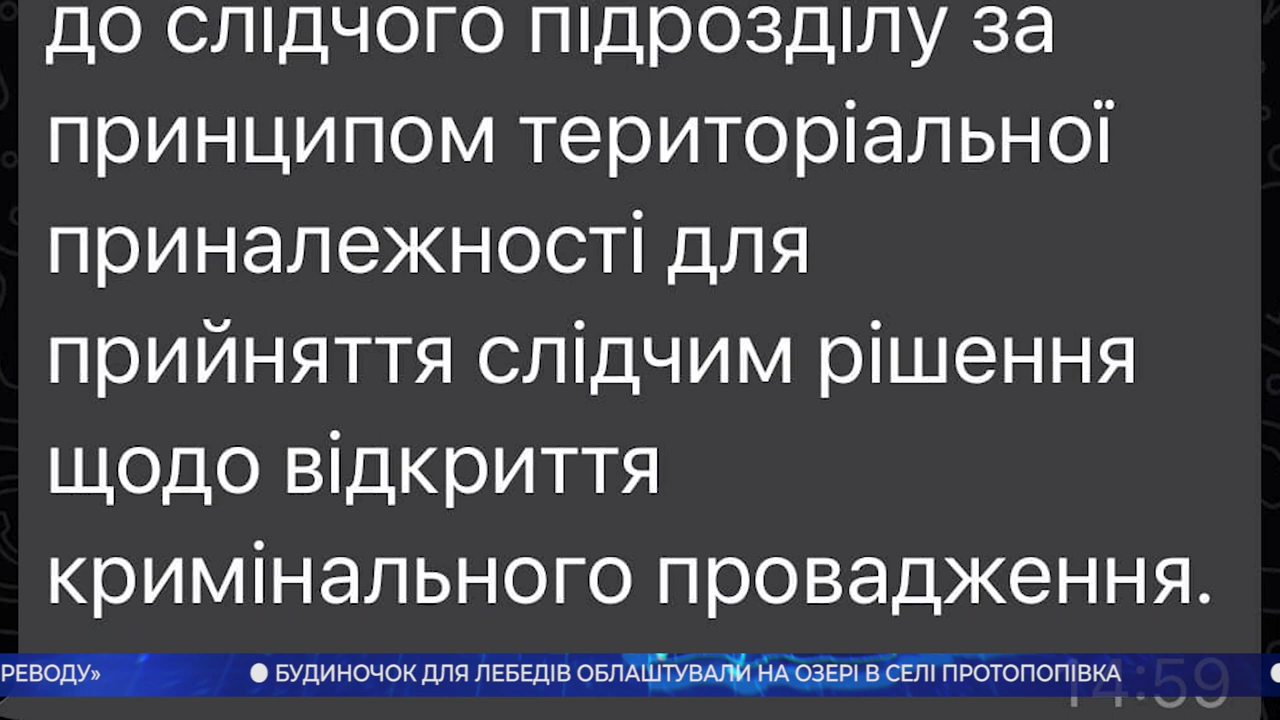 до слідчого підрозділу за
принципом територіальної
приналежності для
прийняття слідчим рішення
щодо відкриття
кримінального провадження.
РЕВОДУ» ● БУДИНОЧОК ДЛЯ ЛЕБЕДІВ ОБЛАШТУВАЛИ НА ОЗЕРІ В СЕЛІ ПРОТОПОПІВКА
14:59